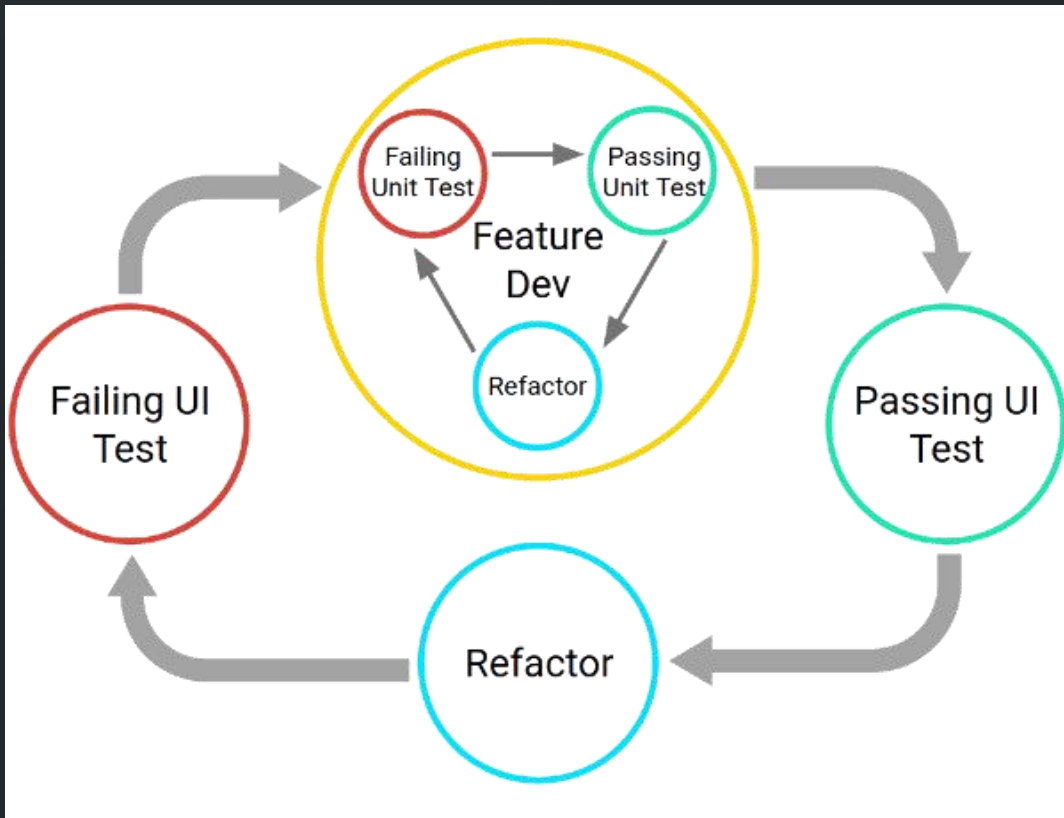 Failing
Unit Test
Passing
Unit Test
Feature
Dev
Refactor
Failing UI
Test
Passing UI
Test
Refactor